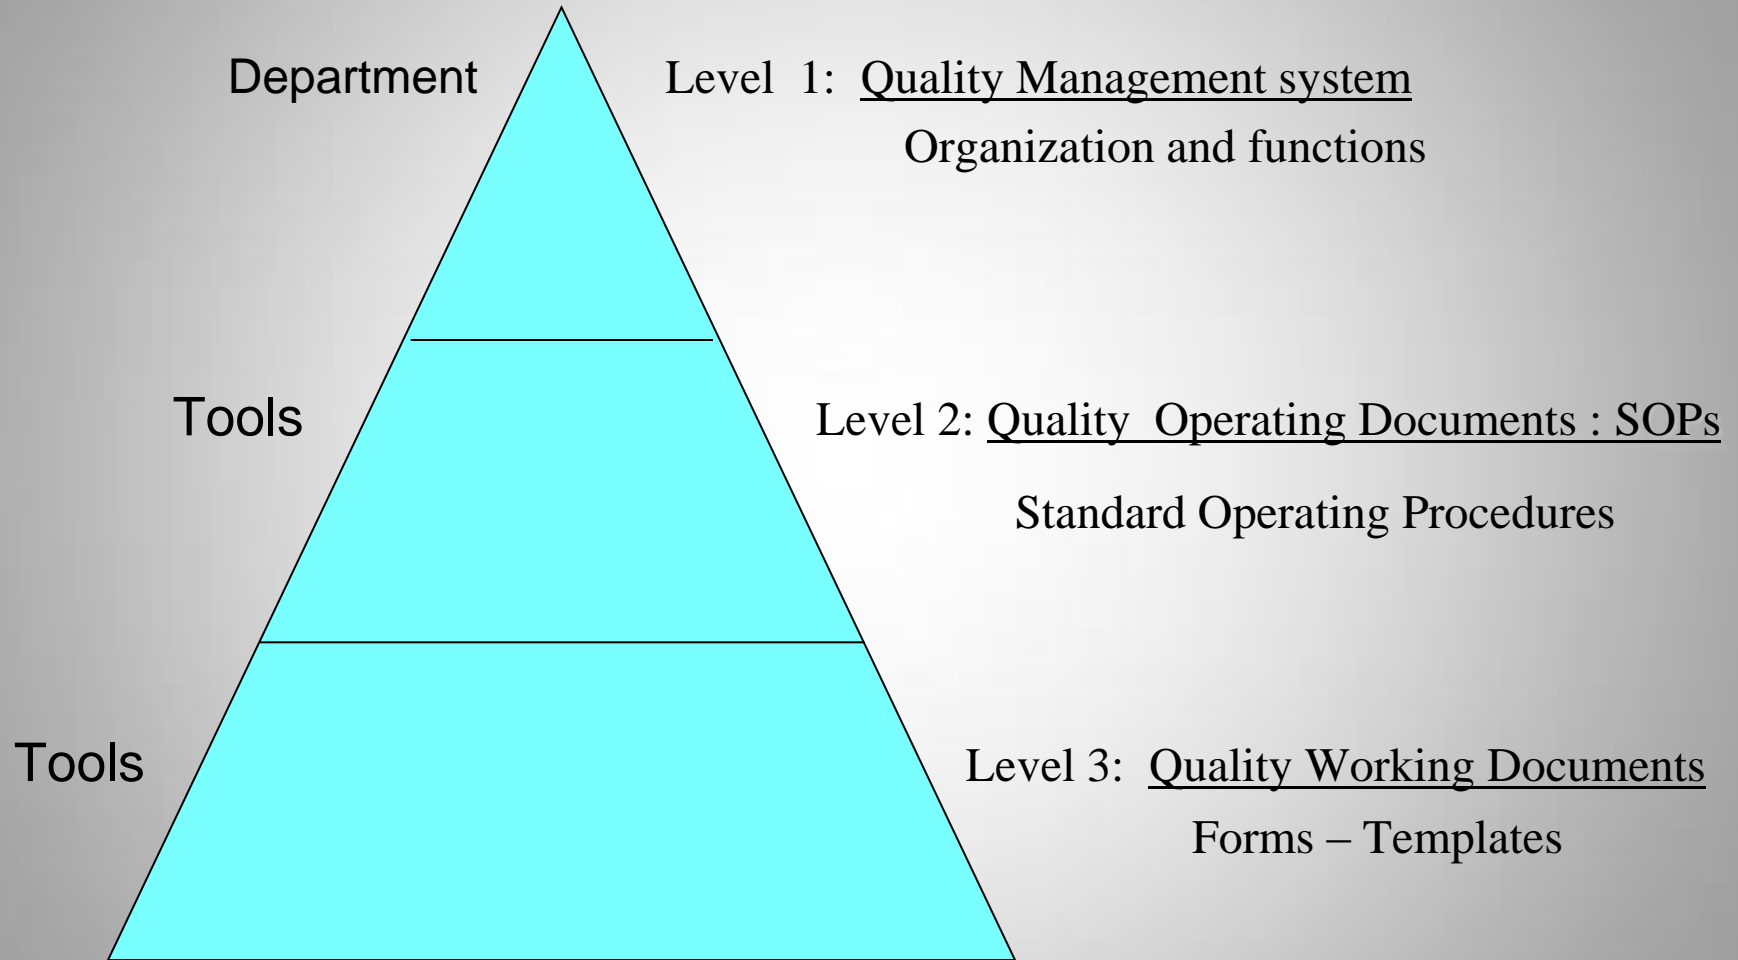 Department
Level 1: Quality Management system
Organization and functions
Tools
Level 2: Quality Operating Documents : SOPs
Standard Operating Procedures
Tools
Level 3: Quality Working Documents
Forms – Templates